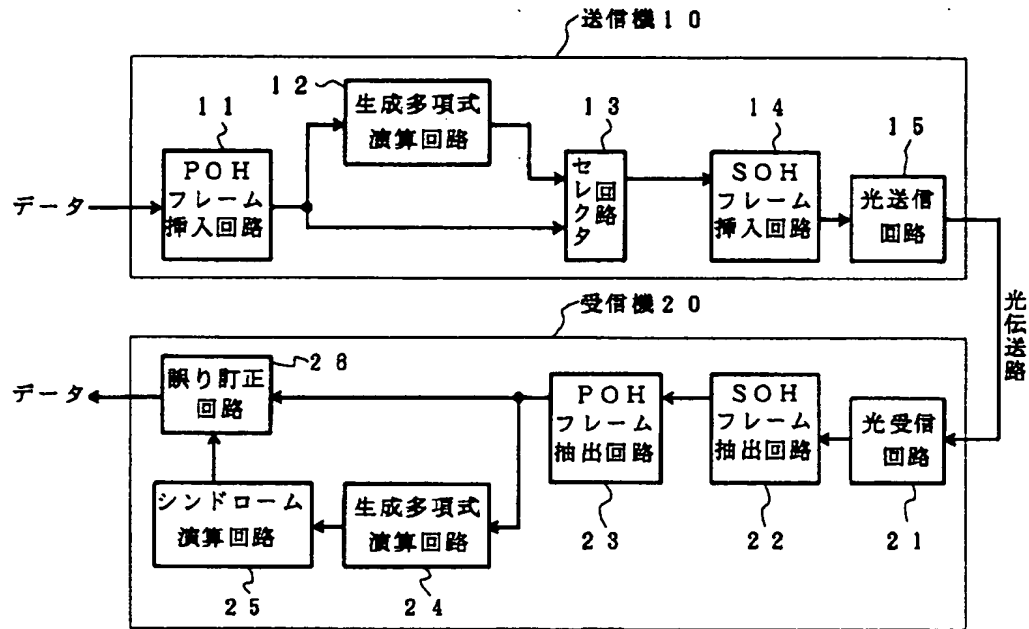 送信機10
12
生成多項式
演算回路
11
POH
フレーム
挿入回路
13
セレクタ
回路
14
SOH
フレーム
挿入回路
15
光送信
回路
データ
光伝送路
受信機20
26
誤り訂正
回路
データ
POH
フレーム
抽出回路
23
SOH
フレーム
抽出回路
22
光受信
回路
21
シンドローム
演算回路
25
生成多項式
演算回路
24